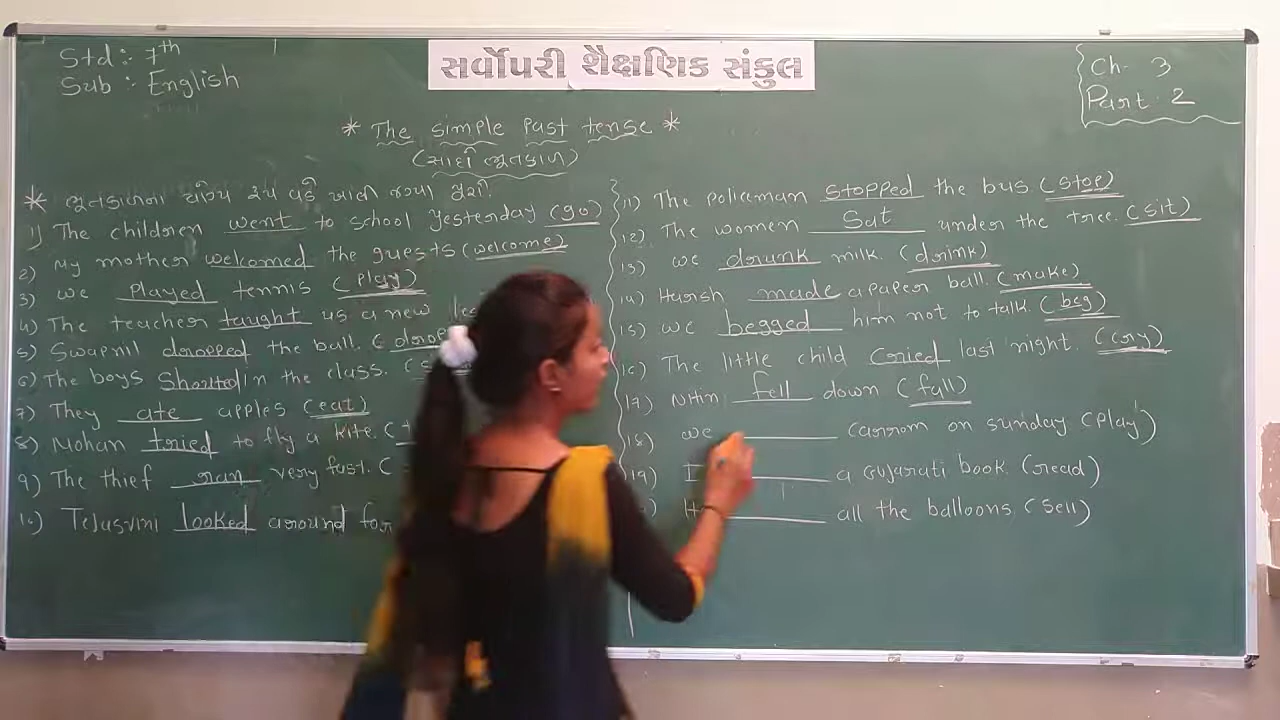 Std : 7th
Sub : English
સર્વોપરી શૈક્ષણિક સંકુલ
Ch - 3
Part - 2
* The simple past tense *
(સાદો ભૂતકાળ)
* ભૂતકાળના યોગ્ય રૂપ વડે ખાલી જગ્યા પૂરો.
1) The children went to school yesterday (go)
2) My mother welcomed the guests (welcome)
3) We played tennis (play)
4) The teacher taught us a new
5) Swapnil dropped the ball. (drop
6) The boys Shouted in the class. (s
7) They ate apples (eat)
8) Mohan tried to fly a kite. (t
9) The thief ran very fast. (
10) Tejasvini looked around for
11) The policeman stopped the bus (stop)
12) The women Sat under the tree. (sit)
13) We drunk milk. (drink)
14) Harsh made a paper ball. (make)
15) We begged him not to talk. (beg)
16) The little child Cried last night. (cry)
17) Nitin fell down (fall)
18) We ______ carrom on sunday (play)
19) I ______ a Gujarati book. (read)
H ______ all the balloons. (Sell)